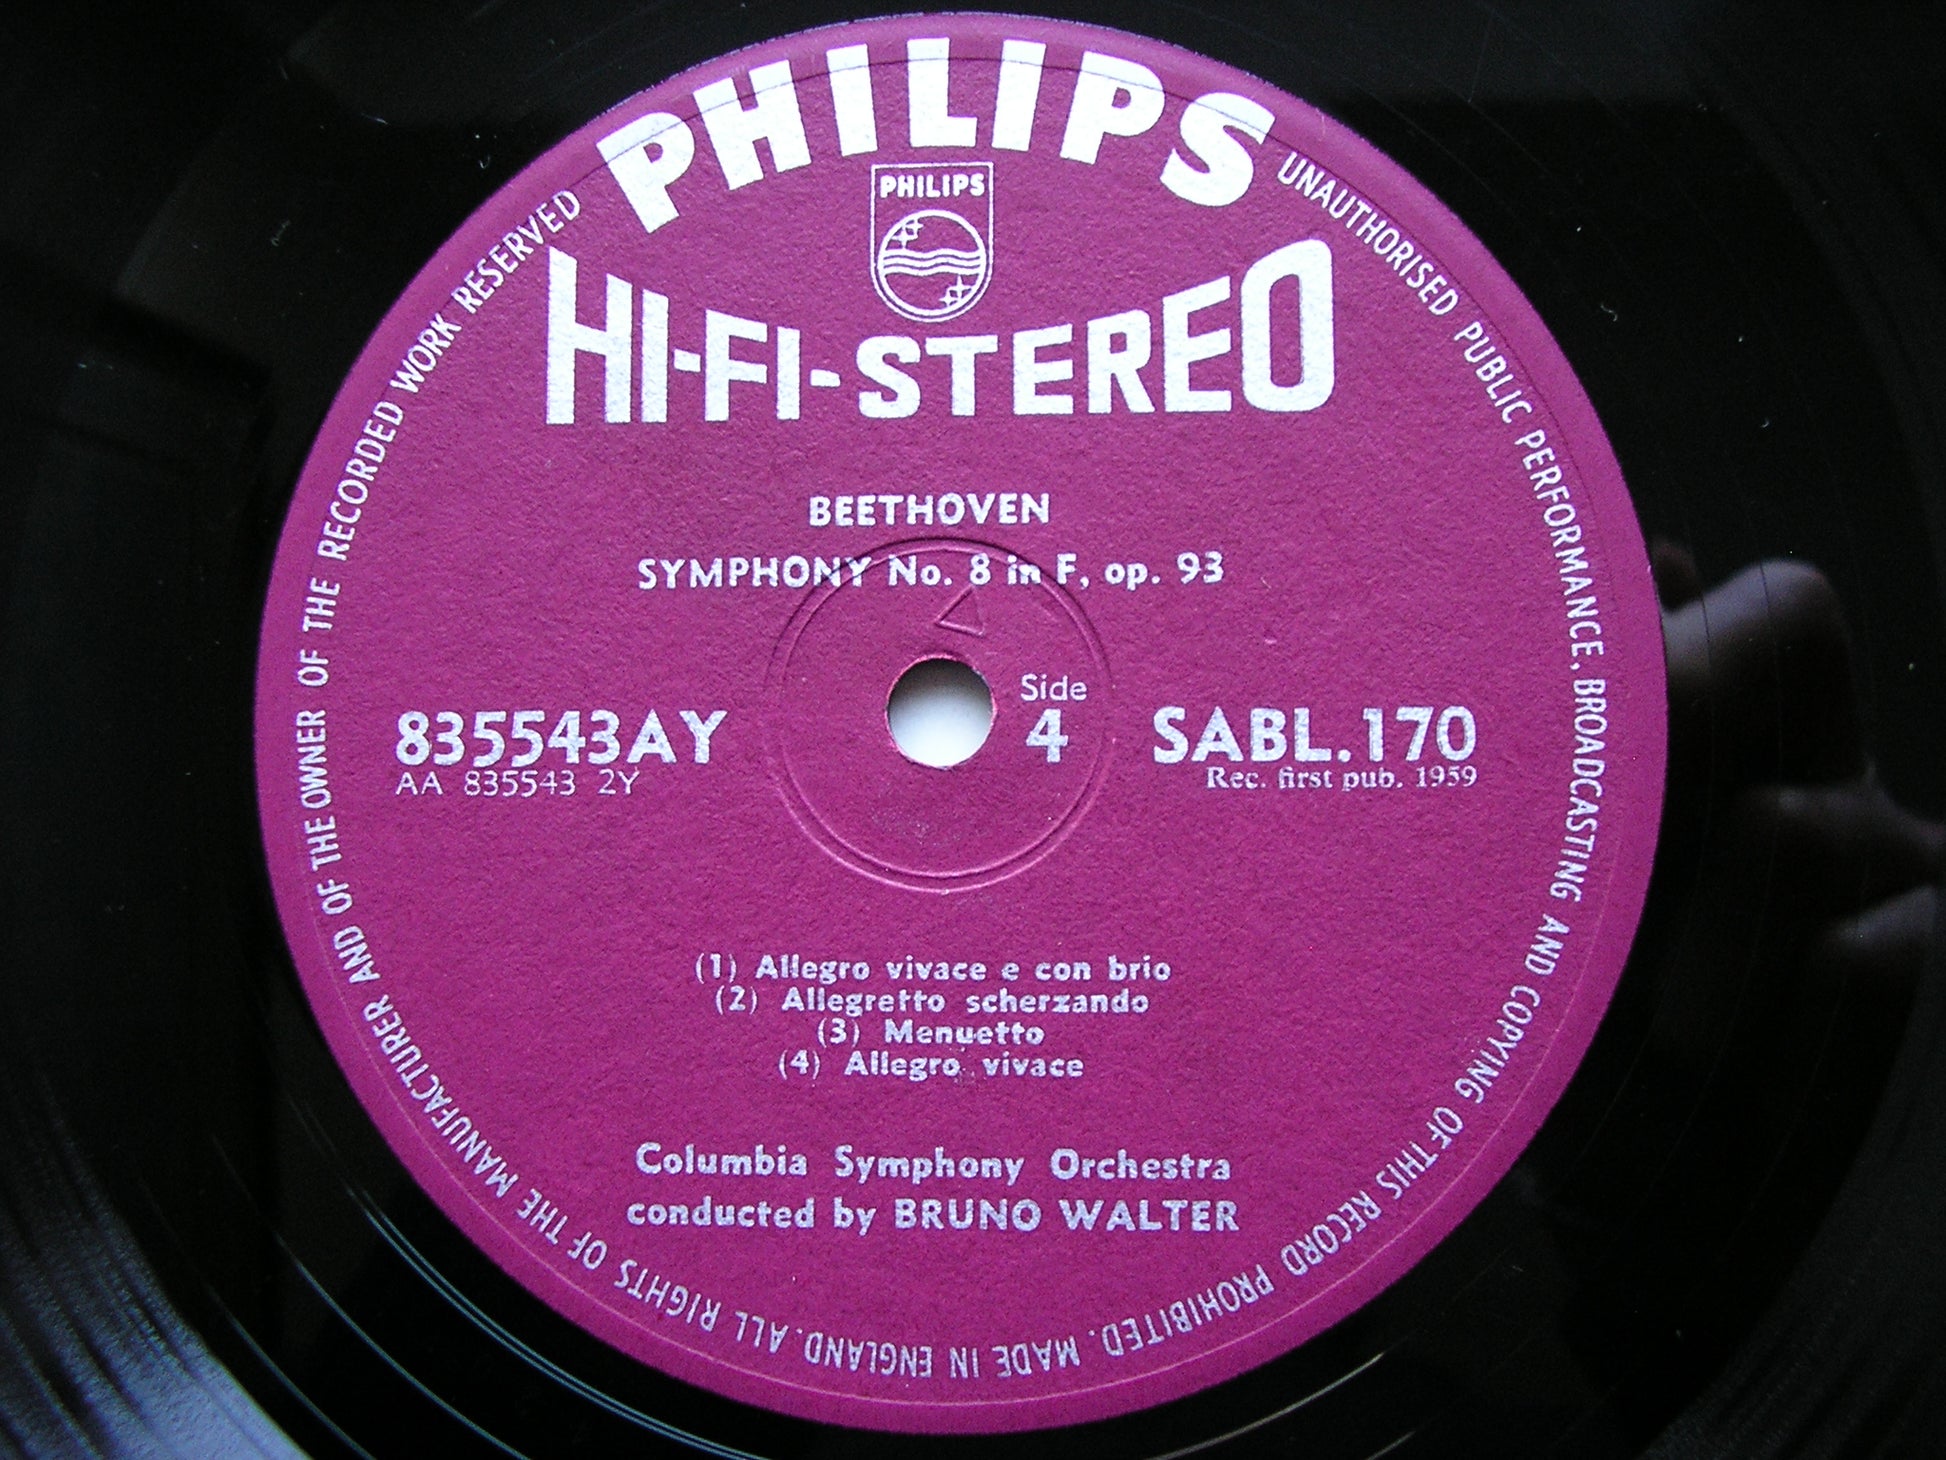 PHILIPS
PHILIPS
HI-FI-STEREO
BEETHOVEN
SYMPHONY No. 8 in F, op. 93
Side
4
835543AY
AA 835543 2Y
SABL.170
Rec. first pub. 1959
(1) Allegro vivace e con brio
(2) Allegretto scherzando
(3) Menuetto
(4) Allegro vivace
Columbia Symphony Orchestra
conducted by BRUNO WALTER
UNAUTHORISED PUBLIC PERFORMANCE, BROADCASTING AND COPYING OF THIS RECORD PROHIBITED. MADE IN ENGLAND. ALL RIGHTS OF THE MANUFACTURER AND OF THE OWNER OF THE RECORDED WORK RESERVED